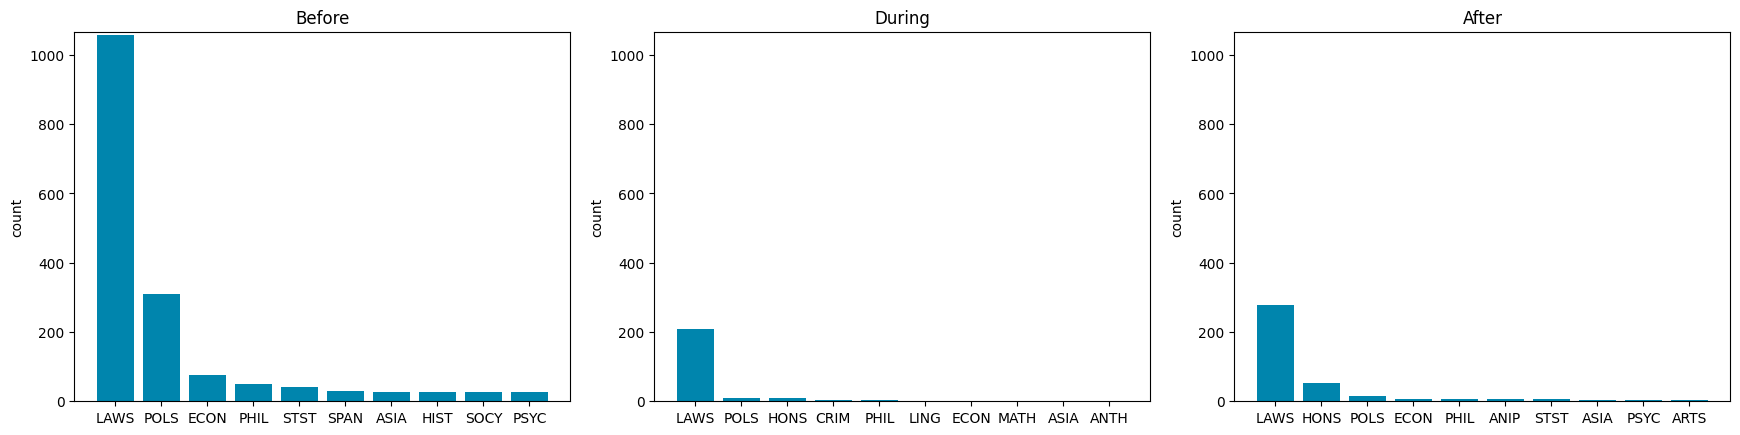 Before
During
After
count
1000
800
600
400
200
0
LAWS POLS ECON PHIL STST SPAN ASIA HIST SOCY PSYC
count
1000
800
600
400
200
0
LAWS POLS HONS CRIM PHIL LING ECON MATH ASIA ANTH
count
1000
800
600
400
200
0
LAWS HONS POLS ECON PHIL ANIP STST ASIA PSYC ARTS